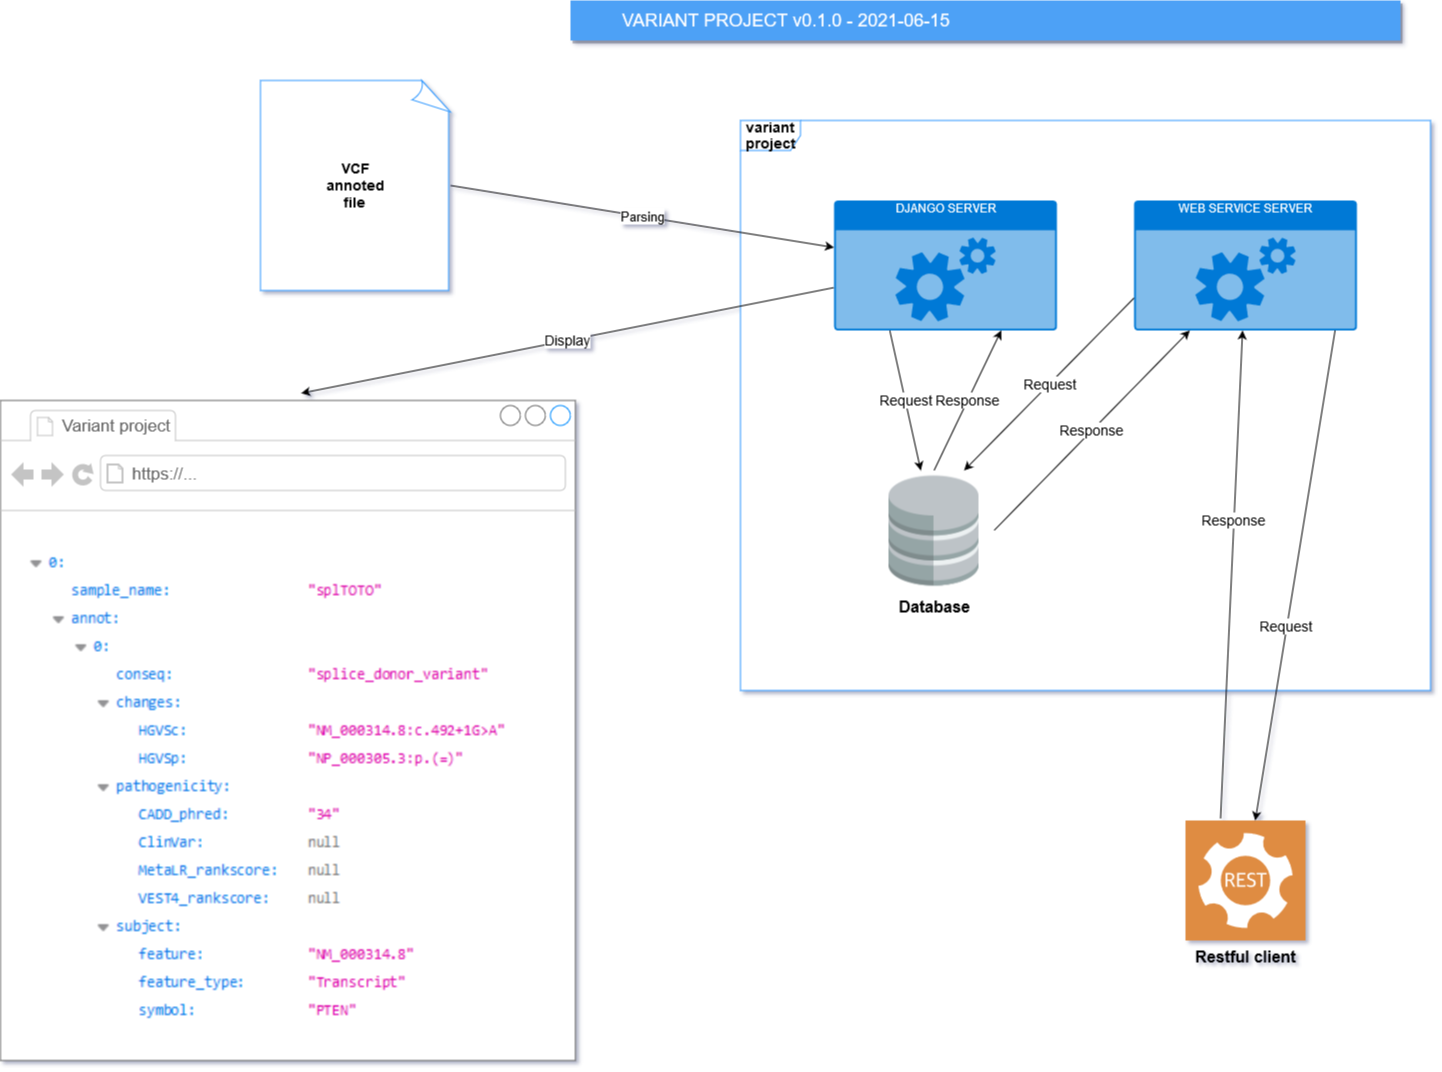 VARIANT PROJECT v0.1.0 - 2021-06-15
VCF
annoted
file
Parsing
Display
variant
project
DJANGO SERVER
WEB SERVICE SERVER
Request
Response
Request
Response
Database
Response
Request
REST
Restful client
Variant project
https://...
0:
sample_name: "splTOTO"
annot:
0:
conseq: "splice_donor_variant"
changes:
HGVSc: "NM_000314.8:c.492+1G>A"
HGVSp: "NP_000305.3:p.(=)"
pathogenicity:
CADD_phred: "34"
ClinVar: null
MetaLR_rankscore: null
VEST4_rankscore: null
subject:
feature: "NM_000314.8"
feature_type: "Transcript"
symbol: "PTEN"